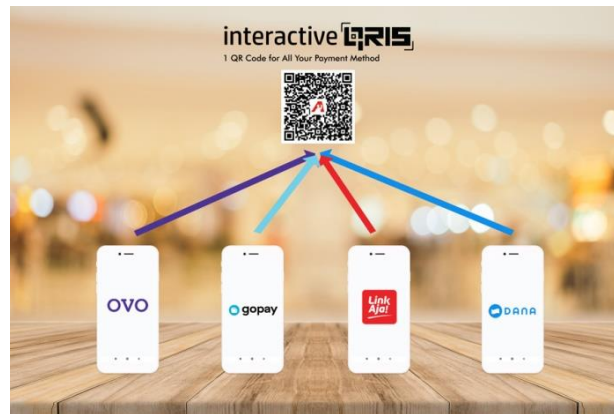 interactive QRIS
1 QR Code for All Your Payment Method
OVO
gopay
Link
Aja!
DANA